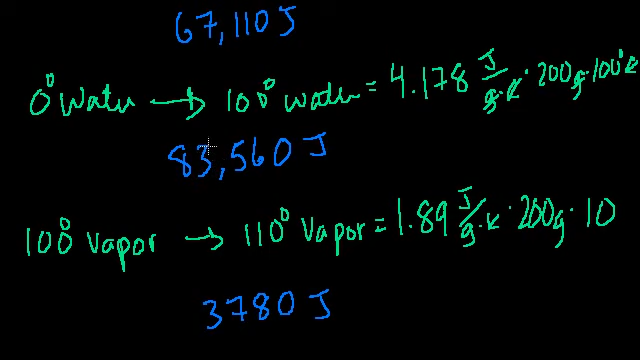 67,110 J
0° Water → 100° water = 4.178 J/g·K · 200g · 100°K
83,560 J
100° vapor → 110° vapor = 1.89 J/g·K · 200g · 10
3780 J